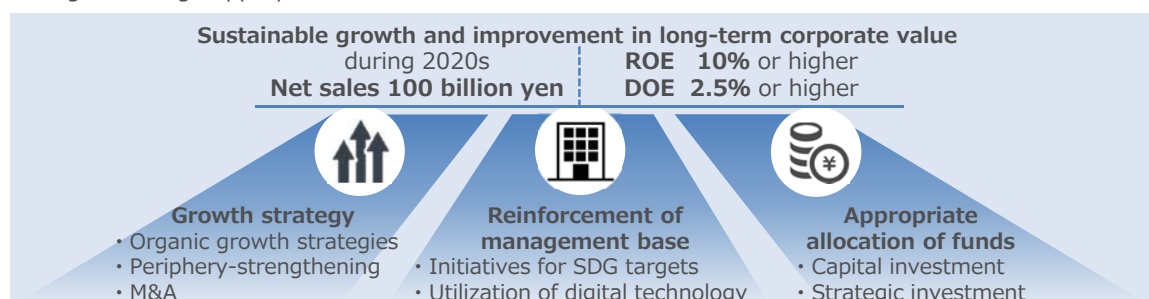 Sustainable growth and improvement in long-term corporate value
during 2020s
Net sales 100 billion yen
ROE 10% or higher
DOE 2.5% or higher
¥
Growth strategy
・Organic growth strategies
・Periphery-strengthening
・M&A
Reinforcement of
management base
・Initiatives for SDG targets
・Utilization of digital technology
Appropriate
allocation of funds
・Capital investment
・Strategic investment